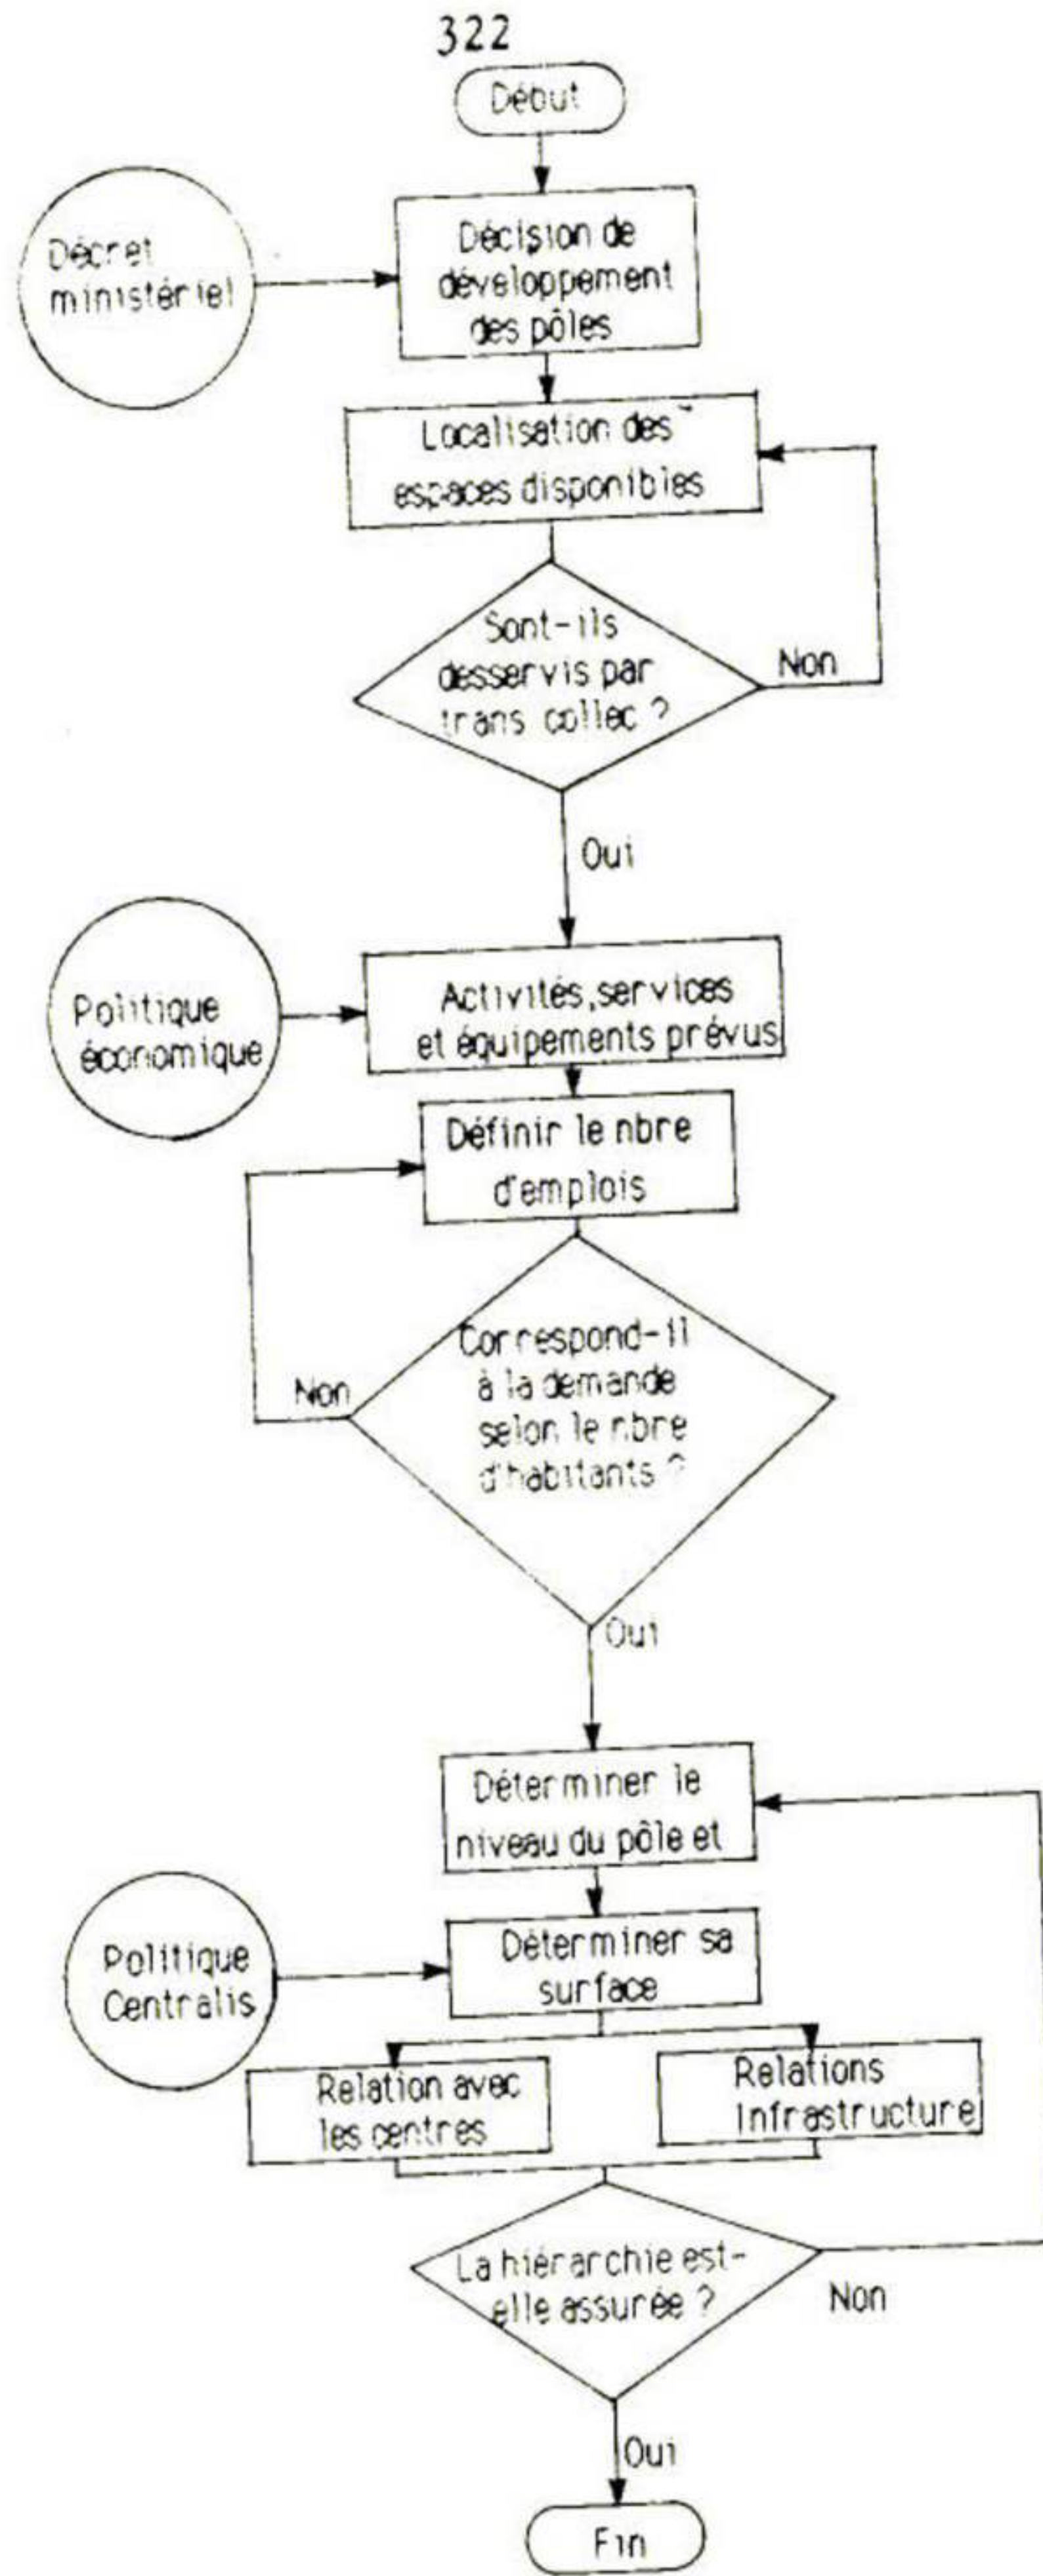 322
Début
Décret
ministériel
Décision de
développement
des pôles
Localisation des
espaces disponibles
Sont-ils
desservis par
trans collec ?
Non
Oui
Politique
économique
Activités, services
et équipements prévus
Définir le nbre
d'emplois
Correspond-il
à la demande
selon le nbre
d'habitants ?
Non
Oui
Déterminer le
niveau du pôle et
Politique
Centralis
Déterminer sa
surface
Relation avec
les centres
Relations
Infrastructure
La hiérarchie est-
elle assurée ?
Non
Oui
Fin